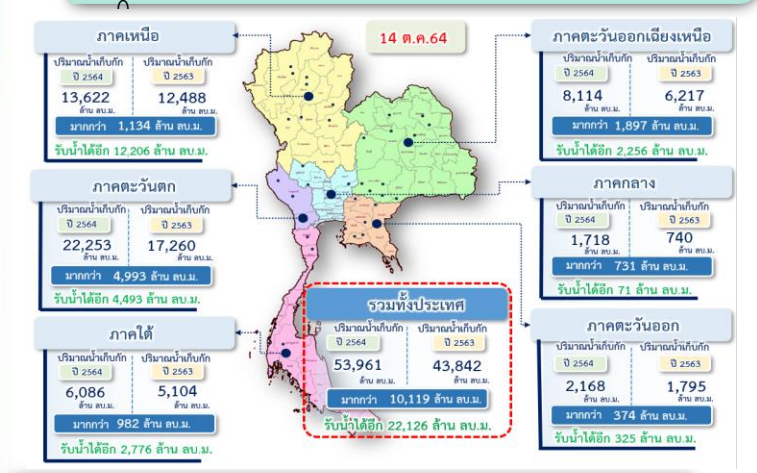 14 ต.ค.64
ภาคเหนือ
ปริมาณน้ำเก็บกัก ปริมาณน้ำเก็บกัก
ปี 2564 ปี 2563
13,622 12,488
ล้าน ลบ.ม. ล้าน ลบ.ม.
มากกว่า 1,134 ล้าน ลบ.ม.
รับน้ำได้อีก 12,206 ล้าน ลบ.ม.
ภาคตะวันออกเฉียงเหนือ
ปริมาณน้ำเก็บกัก ปริมาณน้ำเก็บกัก
ปี 2564 ปี 2563
8,114 6,217
ล้าน ลบ.ม. ล้าน ลบ.ม.
มากกว่า 1,897 ล้าน ลบ.ม.
รับน้ำได้อีก 2,256 ล้าน ลบ.ม.
ภาคตะวันตก
ปริมาณน้ำเก็บกัก ปริมาณน้ำเก็บกัก
ปี 2564 ปี 2563
22,253 17,260
ล้าน ลบ.ม. ล้าน ลบ.ม.
มากกว่า 4,993 ล้าน ลบ.ม.
รับน้ำได้อีก 4,493 ล้าน ลบ.ม.
ภาคกลาง
ปริมาณน้ำเก็บกัก ปริมาณน้ำเก็บกัก
ปี 2564 ปี 2563
1,718 740
ล้าน ลบ.ม. ล้าน ลบ.ม.
มากกว่า 731 ล้าน ลบ.ม.
รับน้ำได้อีก 71 ล้าน ลบ.ม.
ภาคใต้
ปริมาณน้ำเก็บกัก ปริมาณน้ำเก็บกัก
ปี 2564 ปี 2563
6,086 5,104
ล้าน ลบ.ม. ล้าน ลบ.ม.
มากกว่า 982 ล้าน ลบ.ม.
รับน้ำได้อีก 2,776 ล้าน ลบ.ม.
รวมทั้งประเทศ
ปริมาณน้ำเก็บกัก ปริมาณน้ำเก็บกัก
ปี 2564 ปี 2563
53,961 43,842
ล้าน ลบ.ม. ล้าน ลบ.ม.
มากกว่า 10,119 ล้าน ลบ.ม.
รับน้ำได้อีก 22,126 ล้าน ลบ.ม.
ภาคตะวันออก
ปริมาณน้ำเก็บกัก ปริมาณน้ำเก็บกัก
ปี 2564 ปี 2563
2,168 1,795
ล้าน ลบ.ม. ล้าน ลบ.ม.
มากกว่า 374 ล้าน ลบ.ม.
รับน้ำได้อีก 325 ล้าน ลบ.ม.